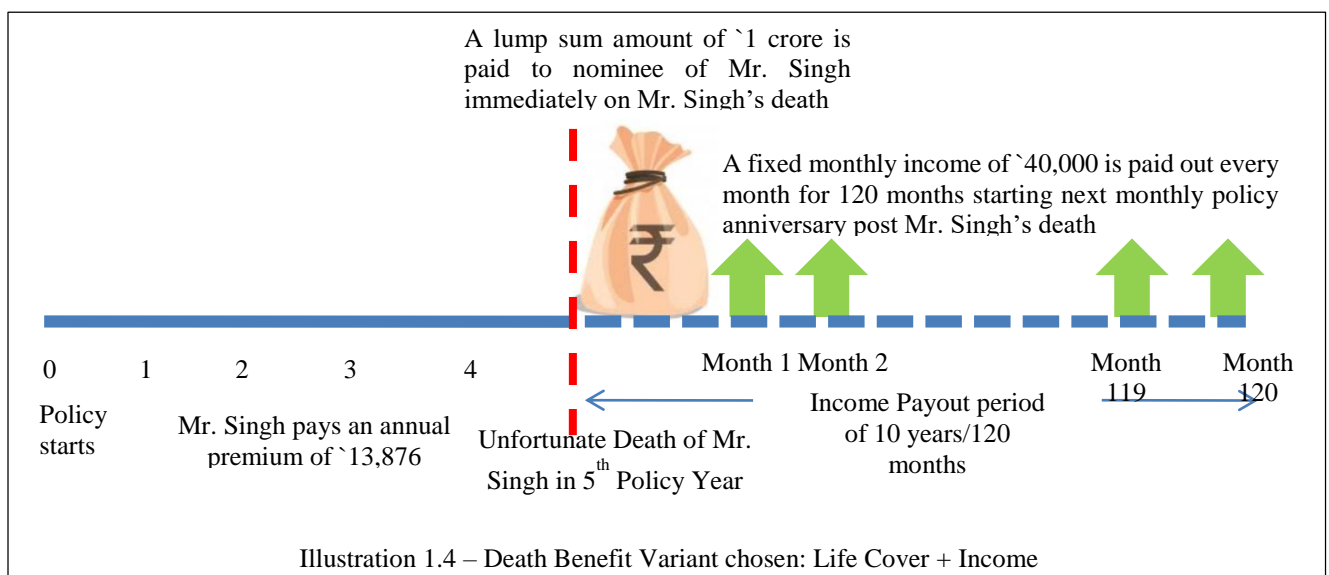 A lump sum amount of `1 crore is
paid to nominee of Mr. Singh
immediately on Mr. Singh’s death
A fixed monthly income of `40,000 is paid out every
month for 120 months starting next monthly policy
anniversary post Mr. Singh’s death
₹
0 1 2 3 4
Policy
starts
Mr. Singh pays an annual
premium of `13,876
Unfortunate Death of Mr.
Singh in 5th Policy Year
Month 1 Month 2
Income Payout period
of 10 years/120
months
Month
119
Month
120
Illustration 1.4 – Death Benefit Variant chosen: Life Cover + Income